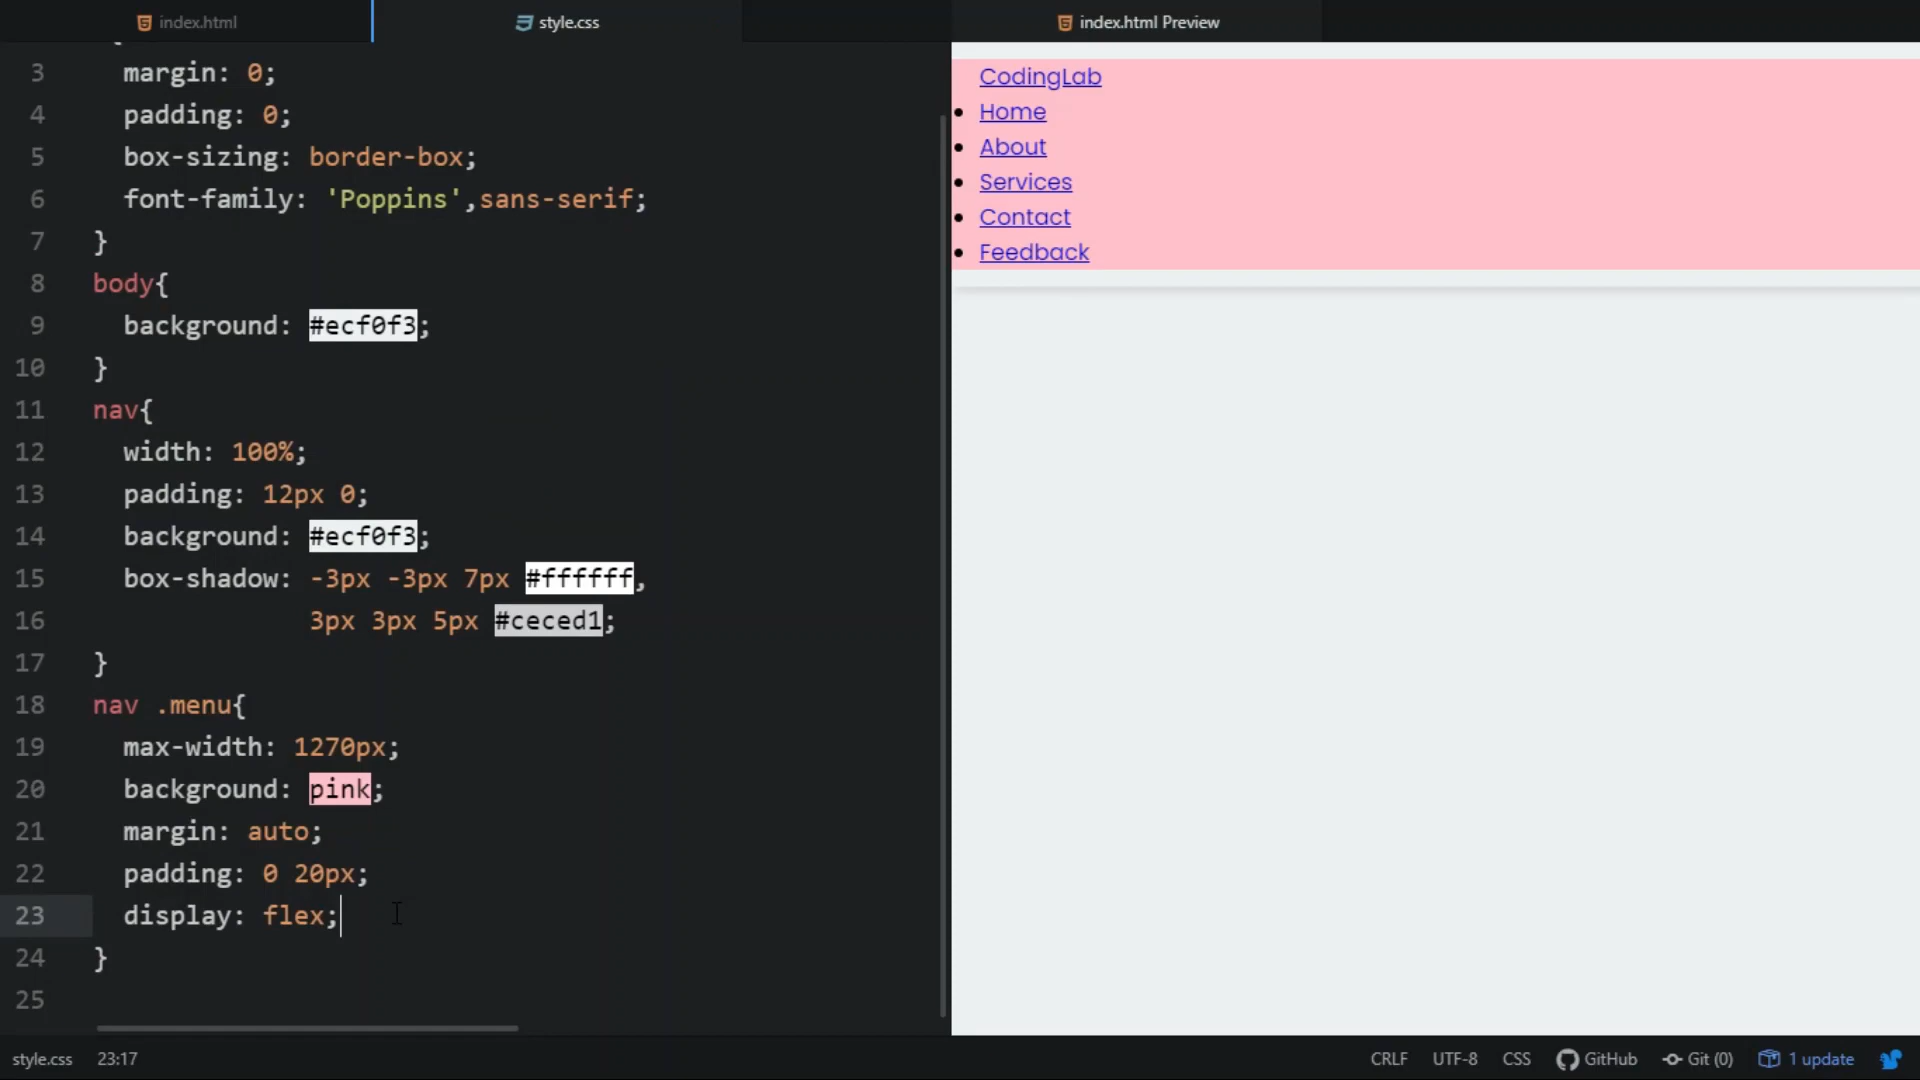 index.html
style.css
index.html Preview
{
3 margin: 0;
4 padding: 0;
5 box-sizing: border-box;
6 font-family: 'Poppins',sans-serif;
7 }
8 body{
9 background: #ecf0f3;
10 }
11 nav{
12 width: 100%;
13 padding: 12px 0;
14 background: #ecf0f3;
15 box-shadow: -3px -3px 7px #ffffff,
16 3px 3px 5px #ceced1;
17 }
18 nav .menu{
19 max-width: 1270px;
20 background: pink;
21 margin: auto;
22 padding: 0 20px;
23 display: flex;
24 }
25
CodingLab
Home
About
Services
Contact
Feedback
style.css 23:17 CRLF UTF-8 CSS GitHub Git (0) 1 update